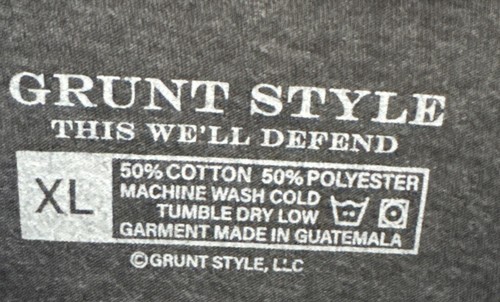 GRUNT STYLE
THIS WE'LL DEFEND
XL
50% COTTON 50% POLYESTER
MACHINE WASH COLD
TUMBLE DRY LOW
GARMENT MADE IN GUATEMALA
©GRUNT STYLE, LLC